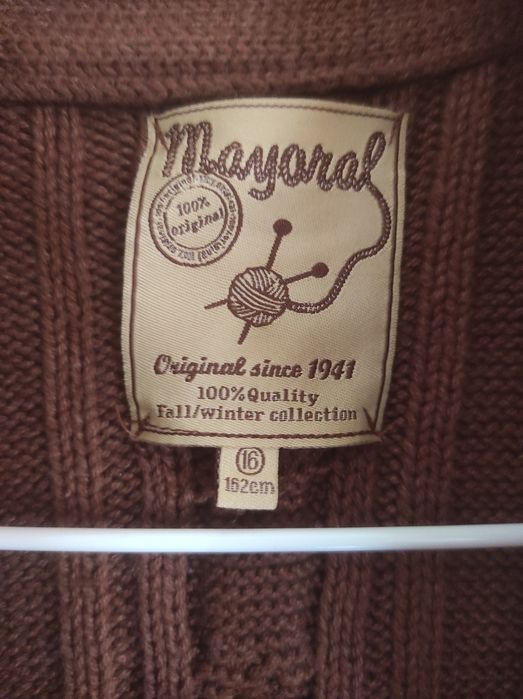 Mayoral
100%
original
Original since 1941
100%Quality
Fall/winter collection
16
162cm